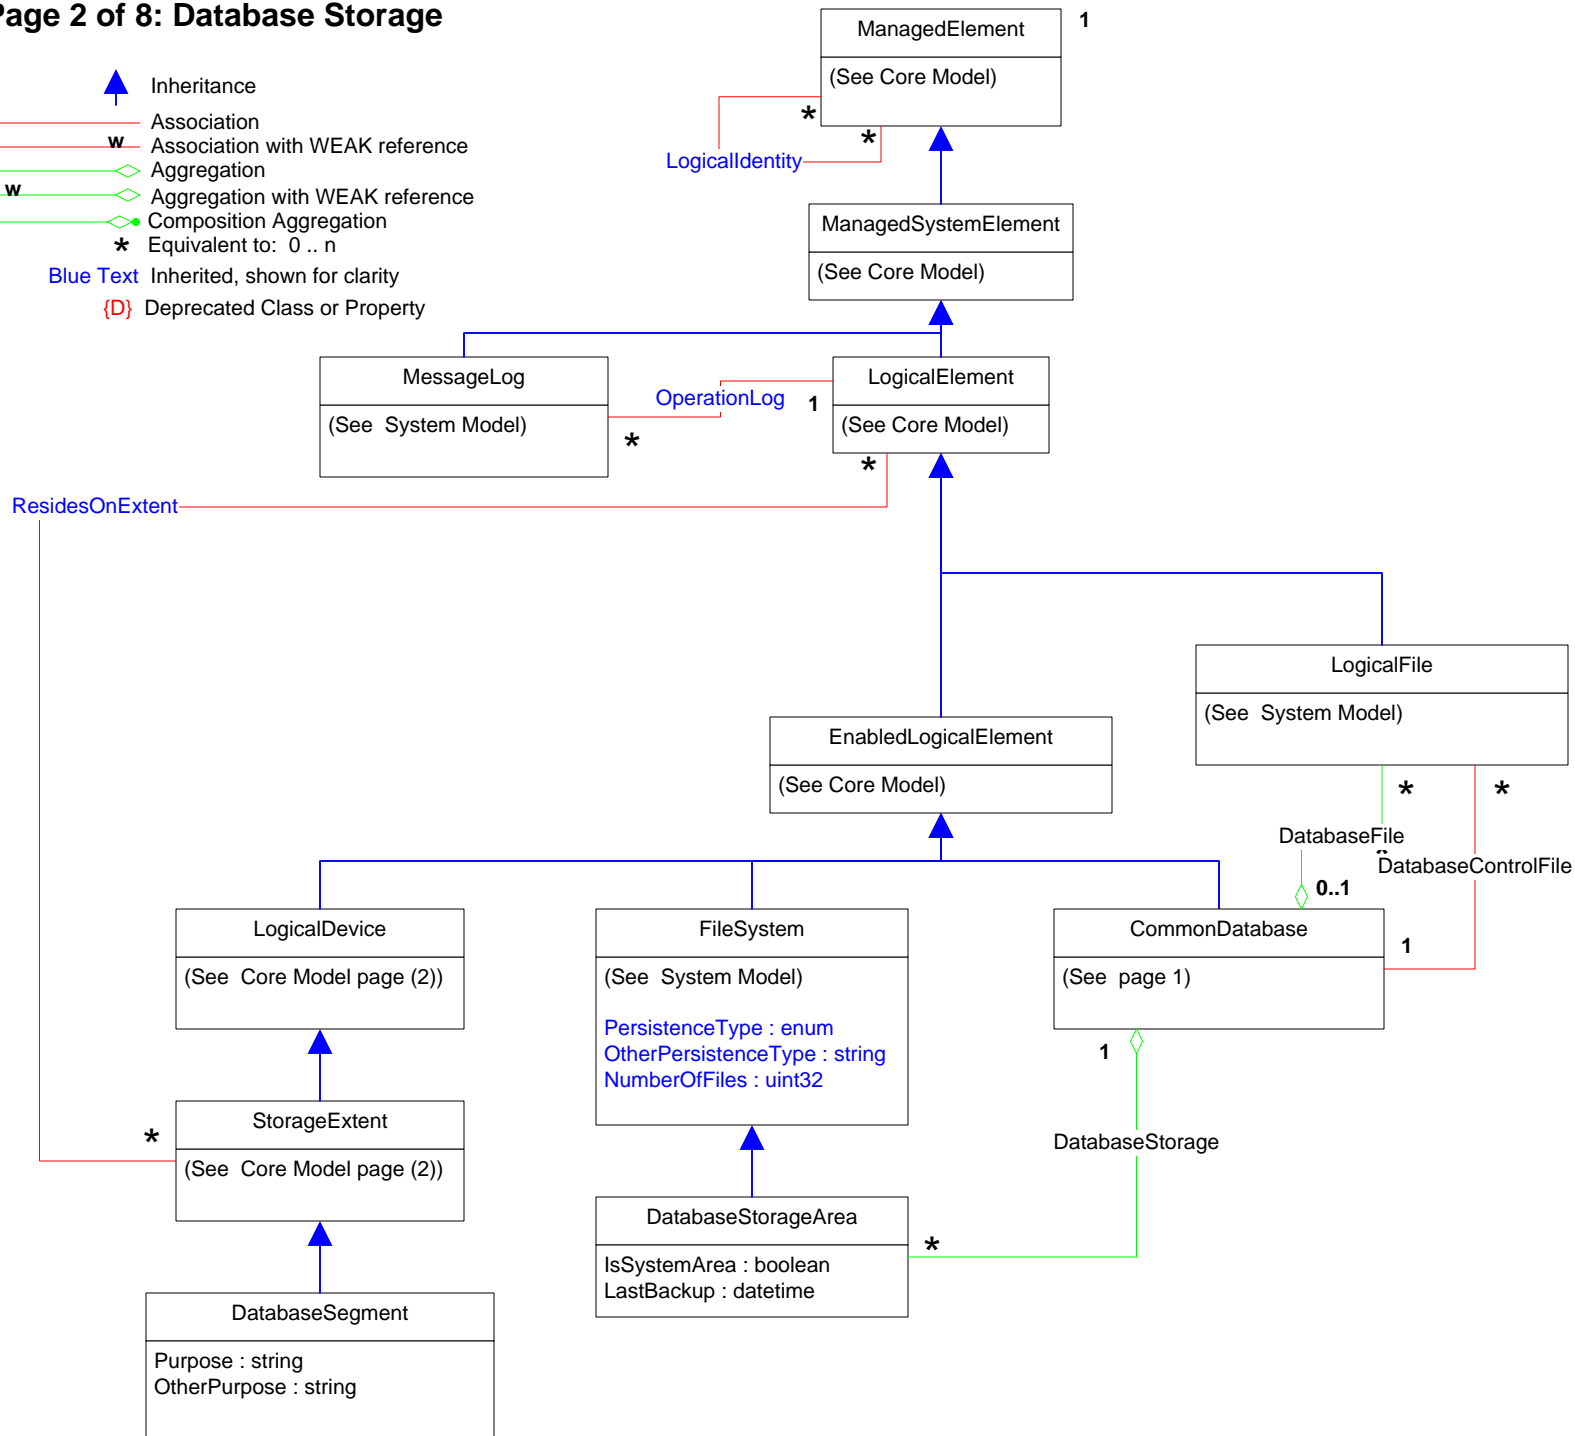 Page 2 of 8: Database Storage
Inheritance
Association
w Association with WEAK reference
Aggregation
w Aggregation with WEAK reference
Composition Aggregation
* Equivalent to: 0 .. n
Blue Text Inherited, shown for clarity
{D} Deprecated Class or Property
ManagedElement
1
(See Core Model)
*
*
LogicalIdentity
ManagedSystemElement
(See Core Model)
MessageLog
(See System Model)
OperationLog
1
*
LogicalElement
(See Core Model)
*
ResidesOnExtent
LogicalFile
(See System Model)
*
*
EnabledLogicalElement
(See Core Model)
DatabaseFile
DatabaseControlFile
0..1
LogicalDevice
(See Core Model page (2))
FileSystem
(See System Model)
PersistenceType : enum
OtherPersistenceType : string
NumberOfFiles : uint32
CommonDatabase
(See page 1)
1
1
StorageExtent
(See Core Model page (2))
*
DatabaseStorage
DatabaseStorageArea
IsSystemArea : boolean
LastBackup : datetime
*
DatabaseSegment
Purpose : string
OtherPurpose : string